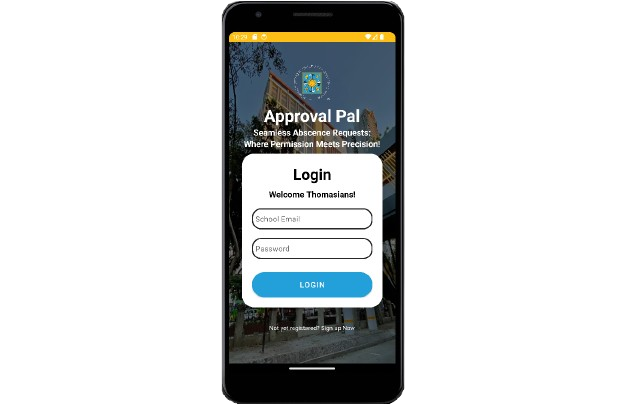 10:29
Approval Pal
Seamless Abscence Requests:
Where Permission Meets Precision!
Login
Welcome Thomasians!
School Email
Password
LOGIN
Not yet registered? Sign up Now